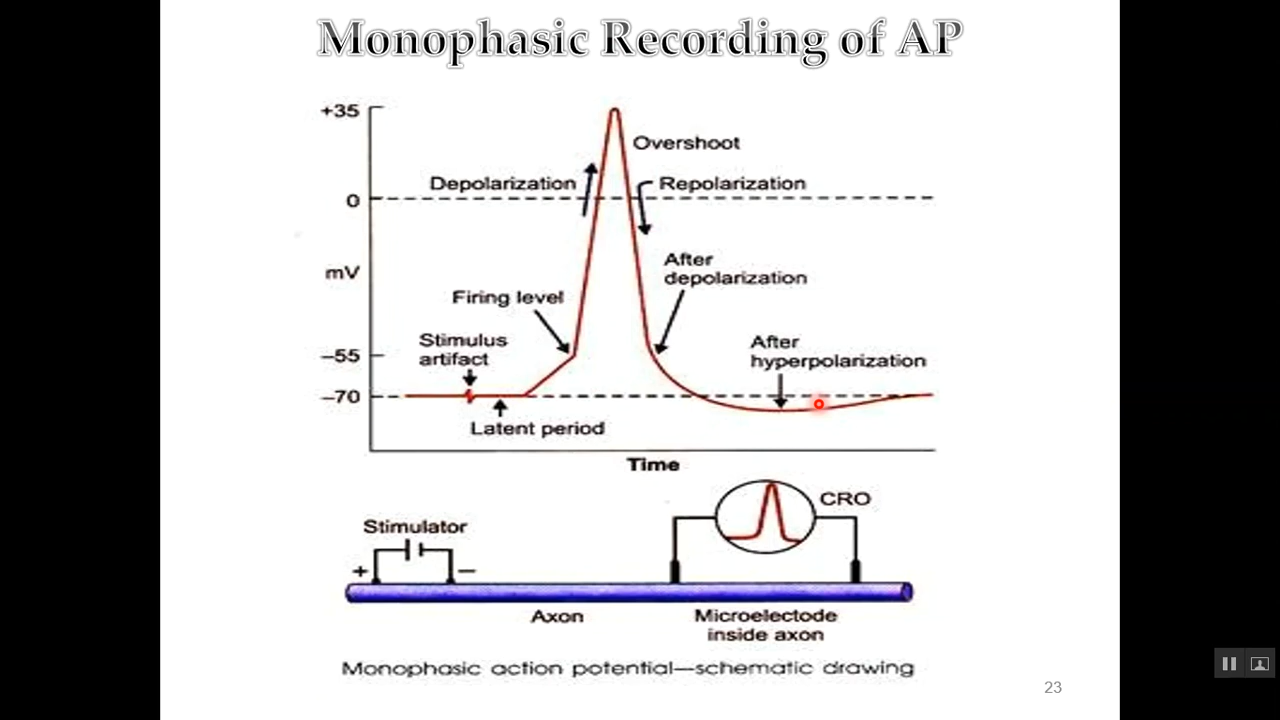 Monophasic Recording of AP
+35
Overshoot
Depolarization
Repolarization
0
After
depolarization
mV
Firing level
Stimulus
artifact
After
hyperpolarization
–55
–70
Latent period
Time
CRO
Stimulator
+
–
Axon
Microelectode
inside axon
Monophasic action potential—schematic drawing
23